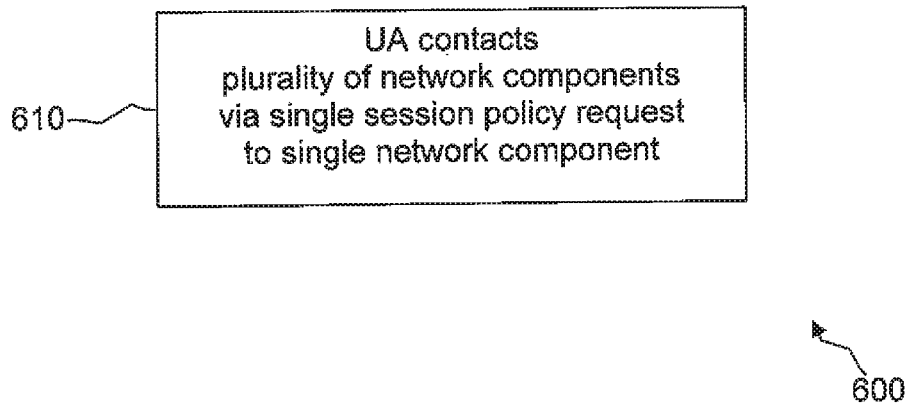 UA contacts
plurality of network components
via single session policy request
to single network component
610
600